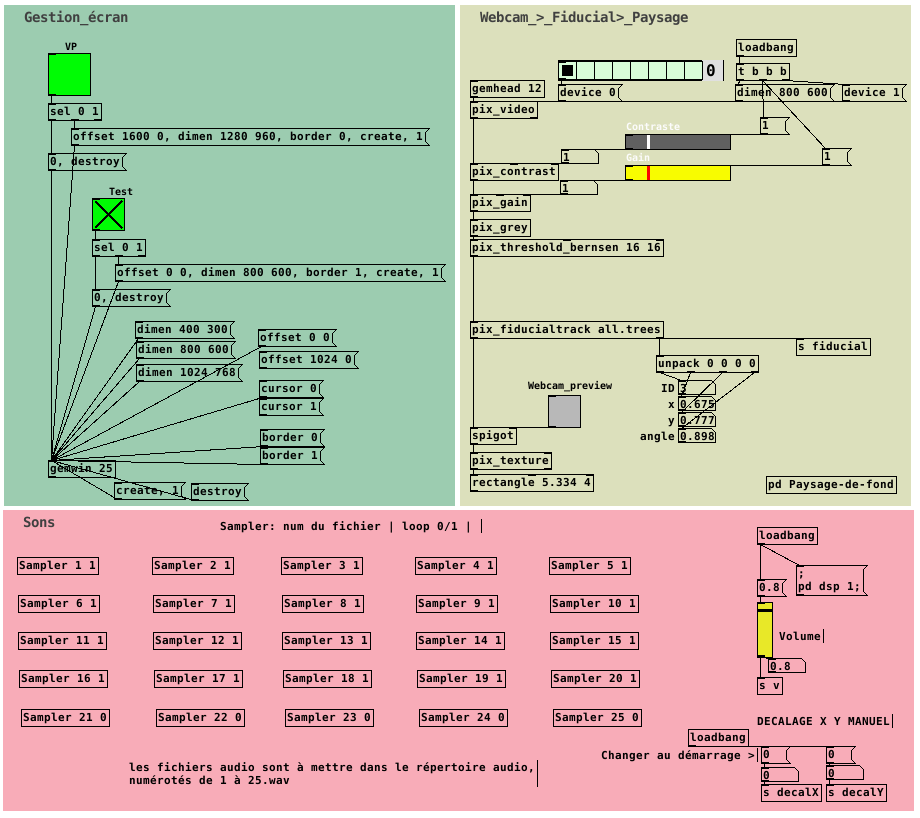 Gestion_écran
VP
sel 0 1
offset 1600 0, dimen 1280 960, border 0, create, 1
0, destroy
Test
sel 0 1
offset 0 0, dimen 800 600, border 1, create, 1
0, destroy
dimen 400 300
offset 0 0
dimen 800 600
offset 1024 0
dimen 1024 768
cursor 0
cursor 1
border 0
border 1
gemwin 25
create, 1
destroy
Webcam_>_Fiducial>_Paysage
loadbang
0
t b b b
gemhead 12
device 0
dimen 800 600
device 1
pix_video
Contraste
1
1
Gain
1
pix_contrast
1
pix_gain
pix_grey
pix_threshold_bernsen 16 16
pix_fiducialtrack all.trees
s fiducial
unpack 0 0 0 0
Webcam_preview
ID 3
x 0.675
y 0.777
angle 0.898
spigot
pix_texture
rectangle 5.334 4
pd Paysage-de-fond
Sons
Sampler: num du fichier | loop 0/1 |
loadbang
Sampler 1 1
Sampler 2 1
Sampler 3 1
Sampler 4 1
Sampler 5 1
;
pd dsp 1;
0.8
Sampler 6 1
Sampler 7 1
Sampler 8 1
Sampler 9 1
Sampler 10 1
Volume
Sampler 11 1
Sampler 12 1
Sampler 13 1
Sampler 14 1
Sampler 15 1
0.8
Sampler 16 1
Sampler 17 1
Sampler 18 1
Sampler 19 1
Sampler 20 1
s v
Sampler 21 0
Sampler 22 0
Sampler 23 0
Sampler 24 0
Sampler 25 0
DECALAGE X Y MANUEL
loadbang
Changer au démarrage >
0
0
0
0
s decalX
s decalY
les fichiers audio sont à mettre dans le répertoire audio,
numérotés de 1 à 25.wav